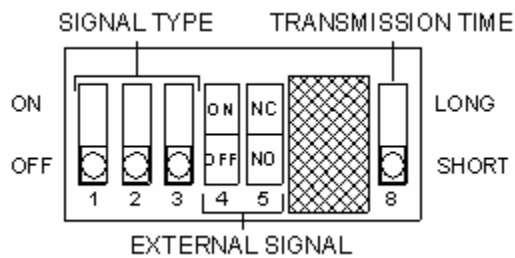 SIGNAL TYPE TRANSMISSION TIME
ON ON NC LONG
OFF OFF NO SHORT
1 2 3 4 5 8
EXTERNAL SIGNAL